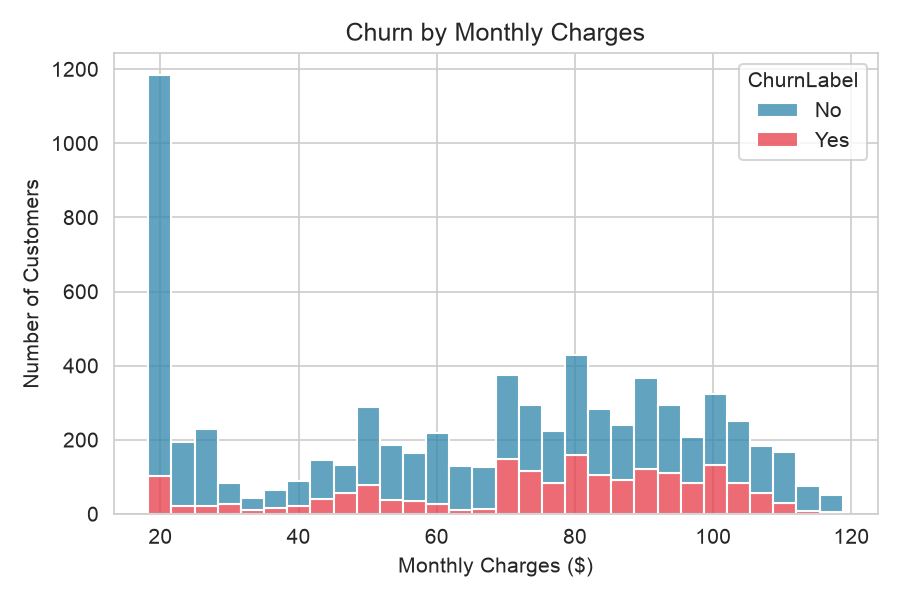 Churn by Monthly Charges
ChurnLabel
No
Yes
Number of Customers
1200
1000
800
600
400
200
0
20 40 60 80 100 120
Monthly Charges ($)